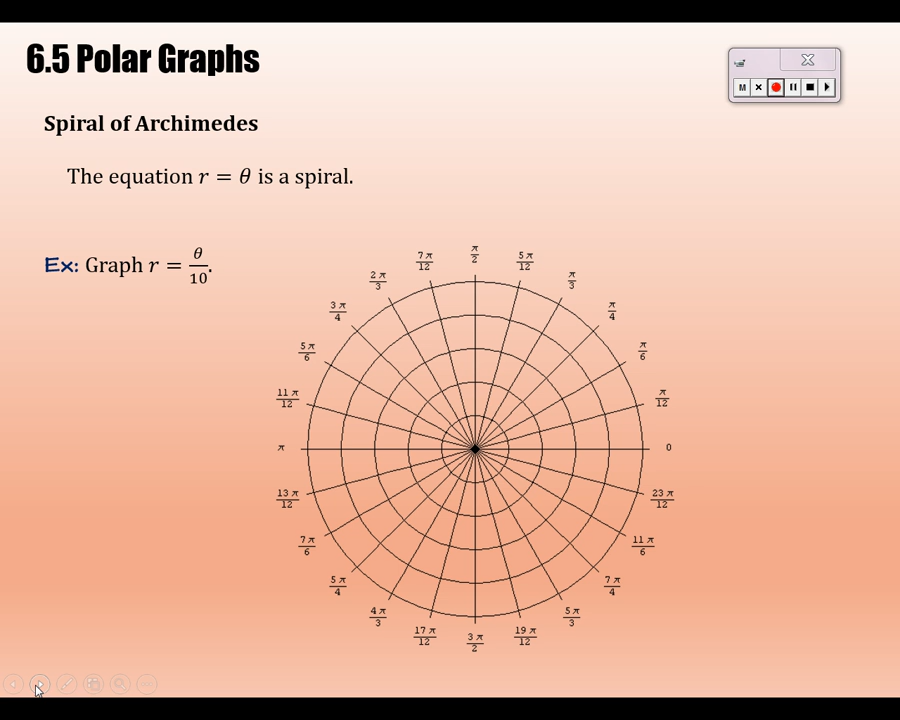 6.5 Polar Graphs
M
Spiral of Archimedes
The equation r = θ is a spiral.
Ex: Graph r = θ/10.
π/2
7π/12
5π/12
2π/3
π/3
3π/4
π/4
5π/6
π/6
11π/12
π/12
π
0
13π/12
23π/12
7π/6
11π/6
5π/4
7π/4
4π/3
5π/3
17π/12
19π/12
3π/2